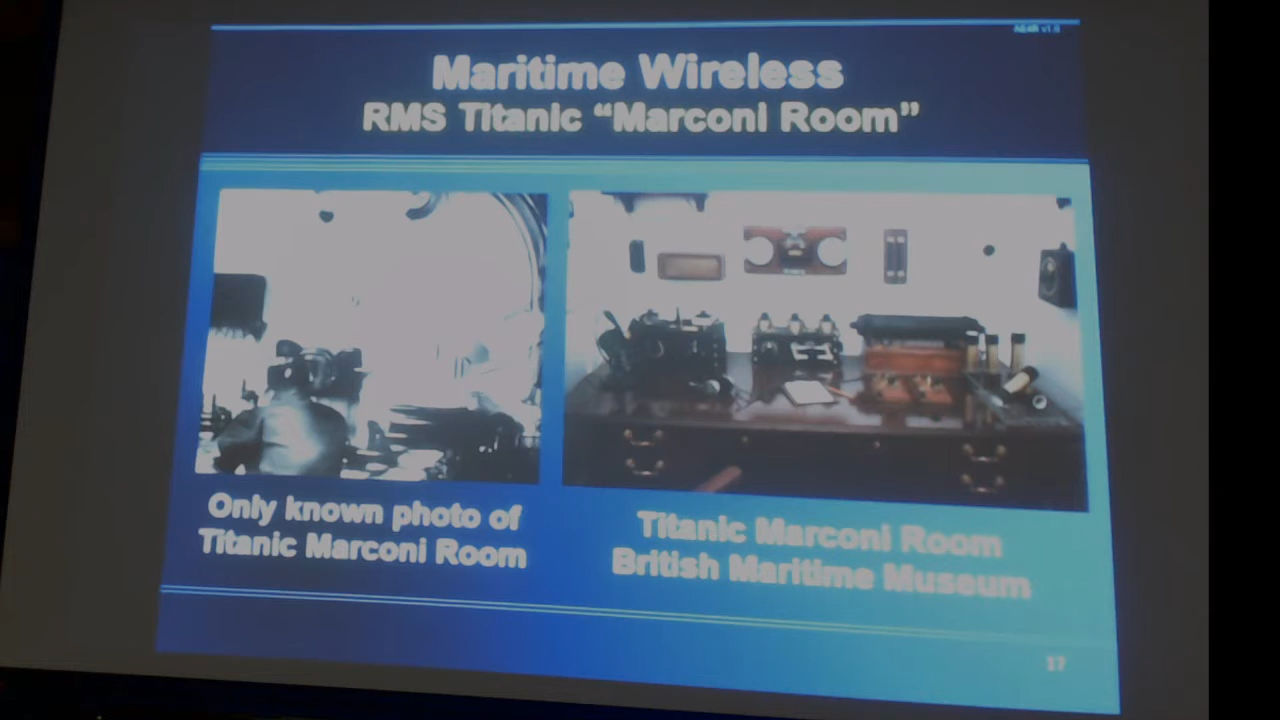 Maritime Wireless
RMS Titanic “Marconi Room”
Only known photo of
Titanic Marconi Room
Titanic Marconi Room
British Maritime Museum
17